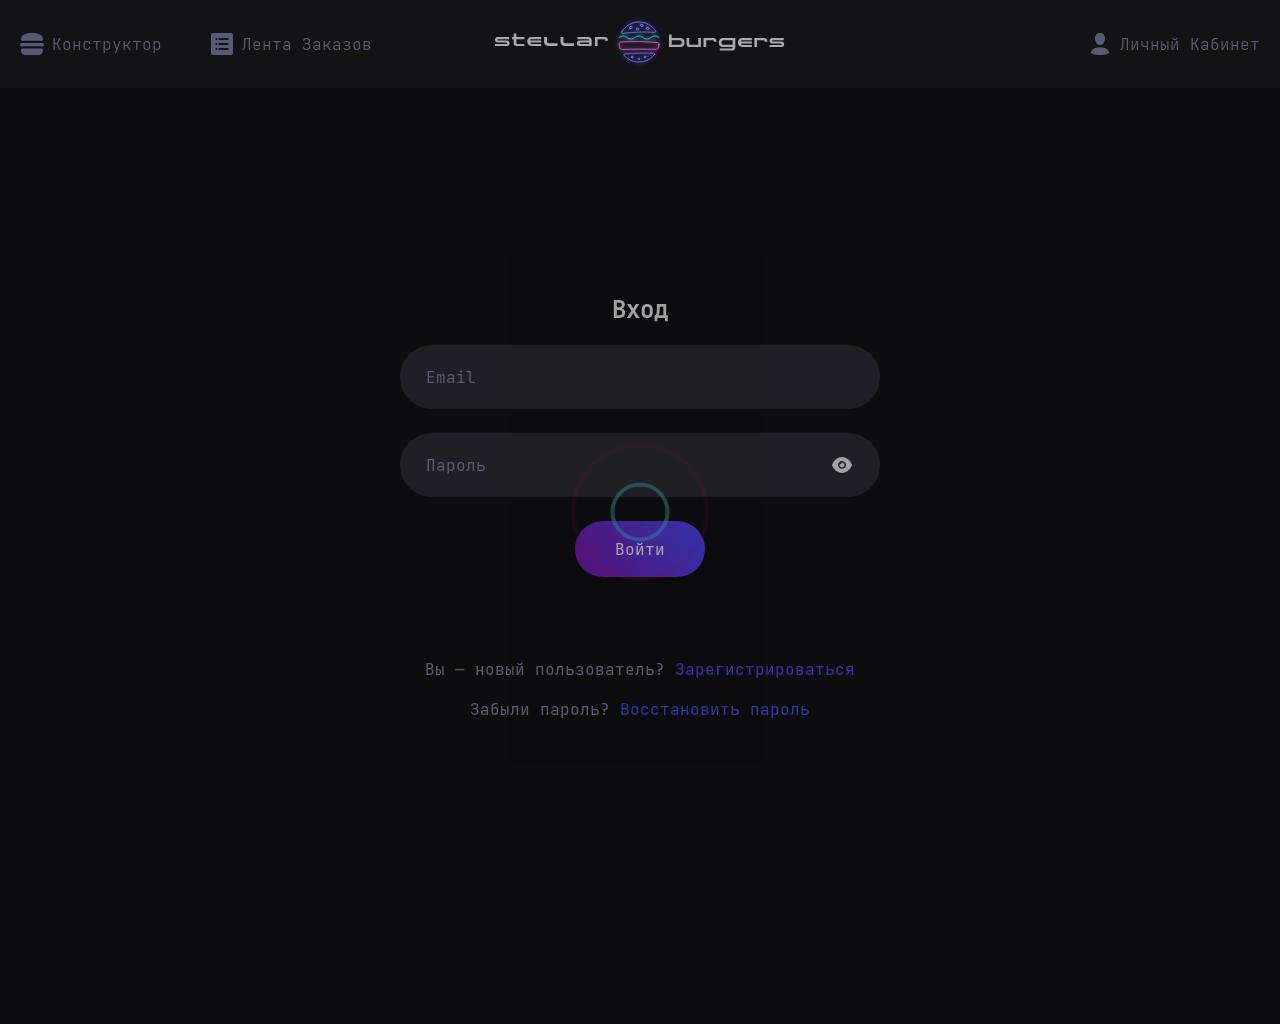 Конструктор
Лента Заказов
stellar burgers
Личный Кабинет
Вход
Email
Пароль
Войти
Вы — новый пользователь? Зарегистрироваться
Забыли пароль? Восстановить пароль